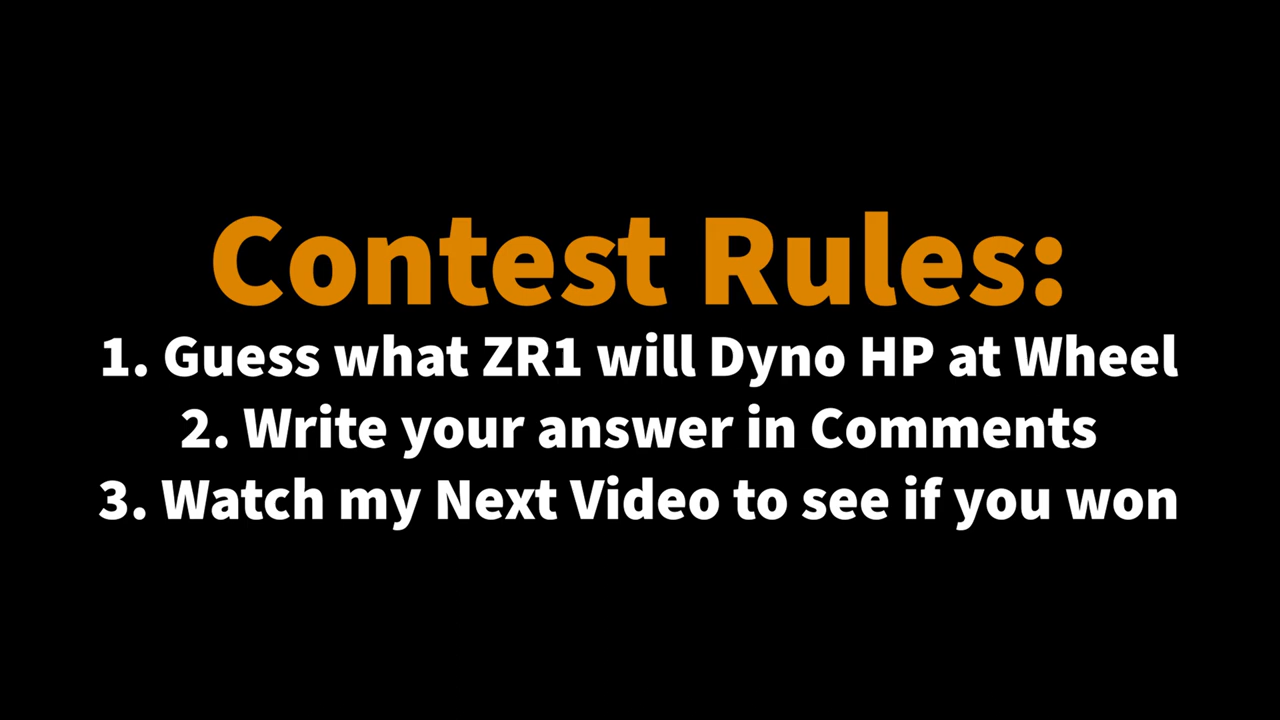 Contest Rules:
1. Guess what ZR1 will Dyno HP at Wheel
2. Write your answer in Comments
3. Watch my Next Video to see if you won